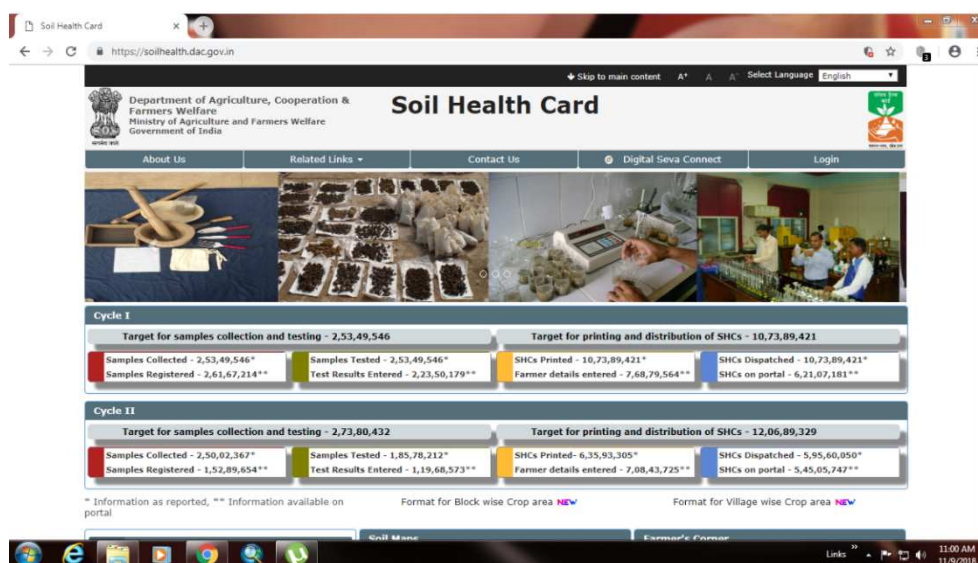 Soil Health Card
https://soilhealth.dac.gov.in
3
Skip to main content A+ A A- Select Language English
Department of Agriculture, Cooperation &
Farmers Welfare
Ministry of Agriculture and Farmers Welfare
Government of India
Soil Health Card
About Us Related Links Contact Us Digital Seva Connect Login
Cycle I
Target for samples collection and testing - 2,53,49,546 Target for printing and distribution of SHCs - 10,73,89,421
Samples Collected - 2,53,49,546* Samples Tested - 2,53,49,546* SHCs Printed - 10,73,89,421* SHCs Dispatched - 10,73,89,421*
Samples Registered - 2,61,67,214** Test Results Entered - 2,23,50,179** Farmer details entered - 7,68,79,564** SHCs on portal - 6,21,07,181**
Cycle II
Target for samples collection and testing - 2,73,80,432 Target for printing and distribution of SHCs - 12,06,89,329
Samples Collected - 2,50,02,367* Samples Tested - 1,85,78,212* SHCs Printed- 6,35,93,305* SHCs Dispatched - 5,95,60,050*
Samples Registered - 1,52,89,654** Test Results Entered - 1,19,68,573** Farmer details entered - 7,08,43,725** SHCs on portal - 5,45,05,747**
* Information as reported, ** Information available on
portal
Format for Block wise Crop area NEW Format for Village wise Crop area NEW
Soil Maps Farmer's Corner
Links
11:00 AM
11/9/2018